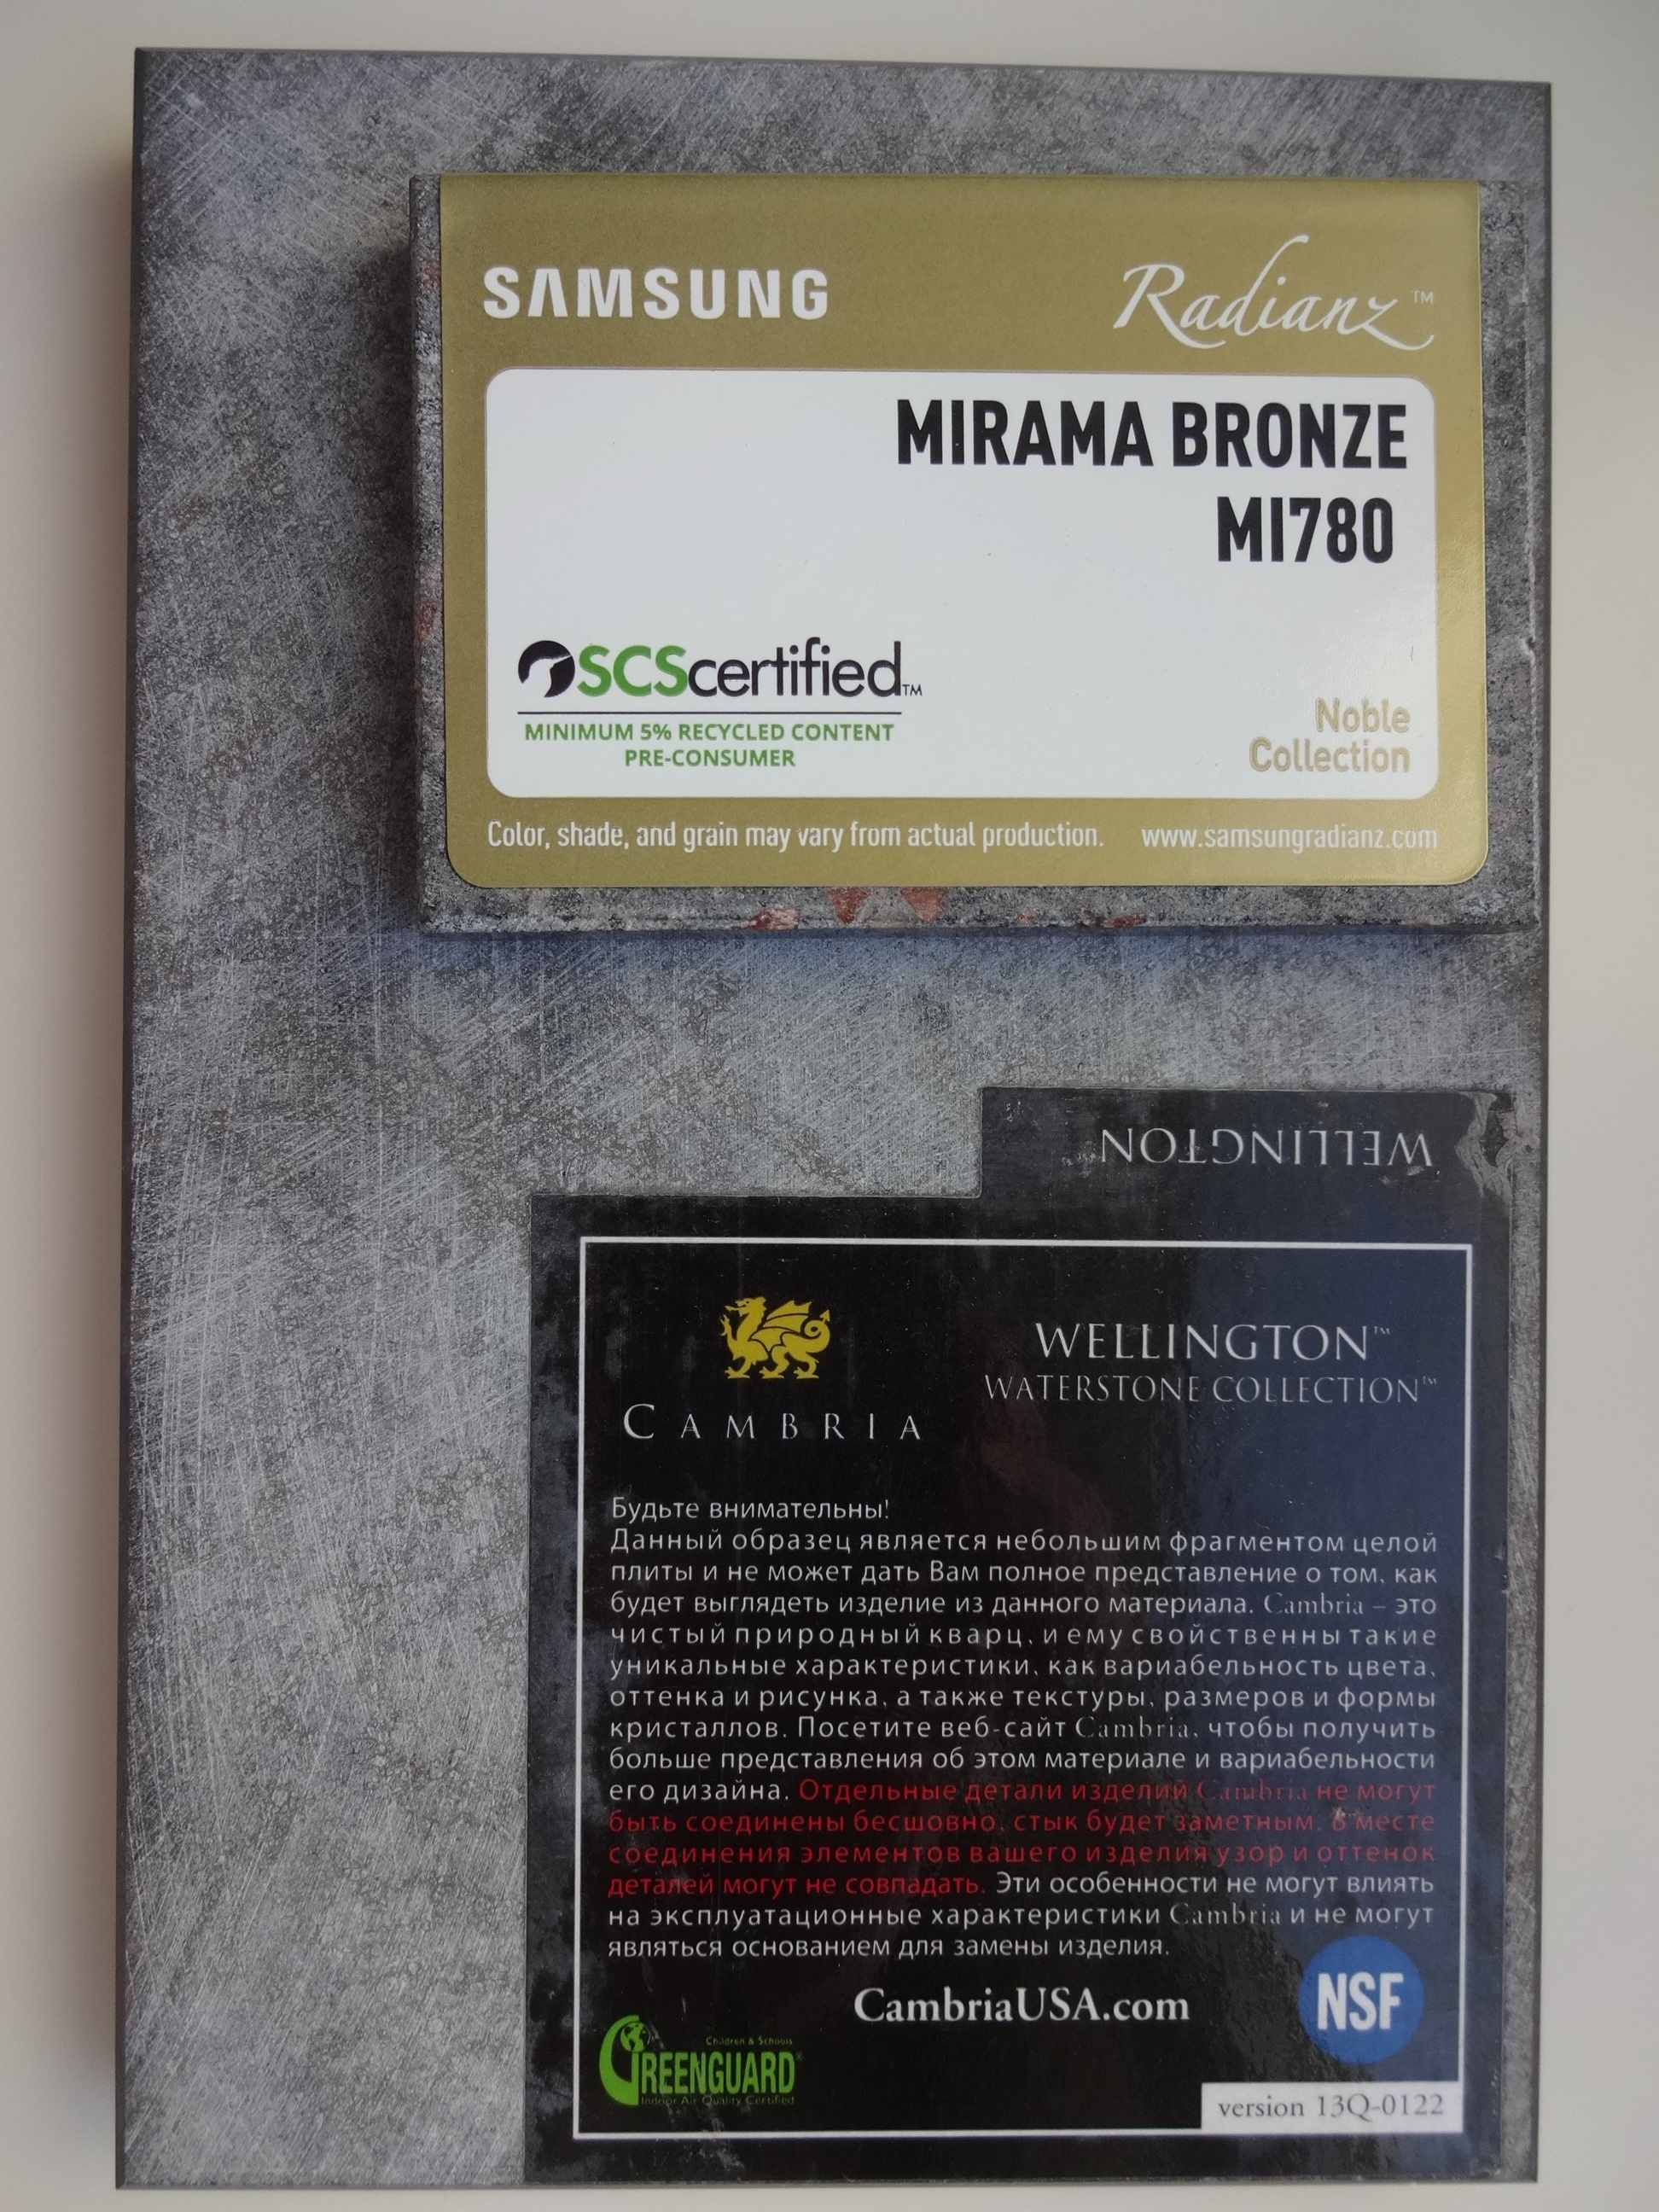 SAMSUNG
Radianz™
MIRAMA BRONZE
MI780
SCScertified™
MINIMUM 5% RECYCLED CONTENT
PRE-CONSUMER
Noble
Collection
Color, shade, and grain may vary from actual production. www.samsungradianz.com
WELLINGTON
CAMBRIA
WELLINGTON™
WATERSTONE COLLECTION™
Будьте внимательны!
Данный образец является небольшим фрагментом целой
плиты и не может дать Вам полное представление о том, как
будет выглядеть изделие из данного материала. Cambria – это
чистый природный кварц, и ему свойственны такие
уникальные характеристики, как вариабельность цвета,
оттенка и рисунка, а также текстуры, размеров и формы
кристаллов. Посетите веб-сайт Cambria, чтобы получить
больше представления об этом материале и вариабельности
его дизайна. Отдельные детали изделий Cambria не могут
быть соединены бесшовно, стык будет заметным. В месте
соединения элементов вашего изделия узор и оттенок
деталей могут не совпадать. Эти особенности не могут влиять
на эксплуатационные характеристики Cambria и не могут
являться основанием для замены изделия.
CambriaUSA.com
NSF
Children & Schools
GREENGUARD
Indoor Air Quality Certified
version 13Q-0122